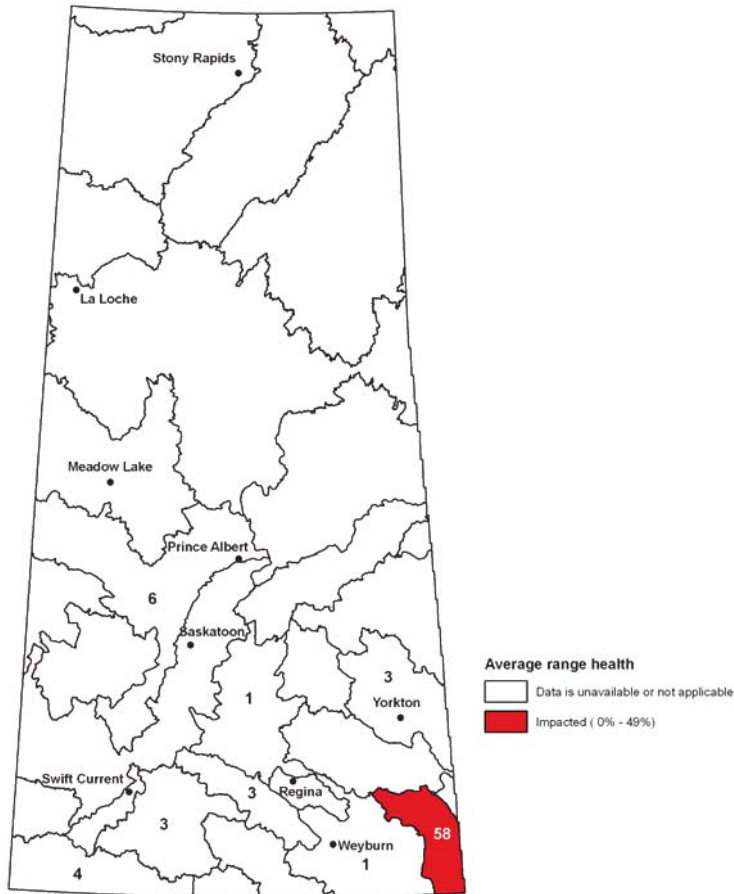 Stony Rapids
La Loche
Meadow Lake
Prince Albert
6
Saskatoon
3
1
Yorkton
Swift Current
3
Regina
3
58
Weyburn
1
4
Average range health
Data is unavailable or not applicable
Impacted ( 0% - 49%)